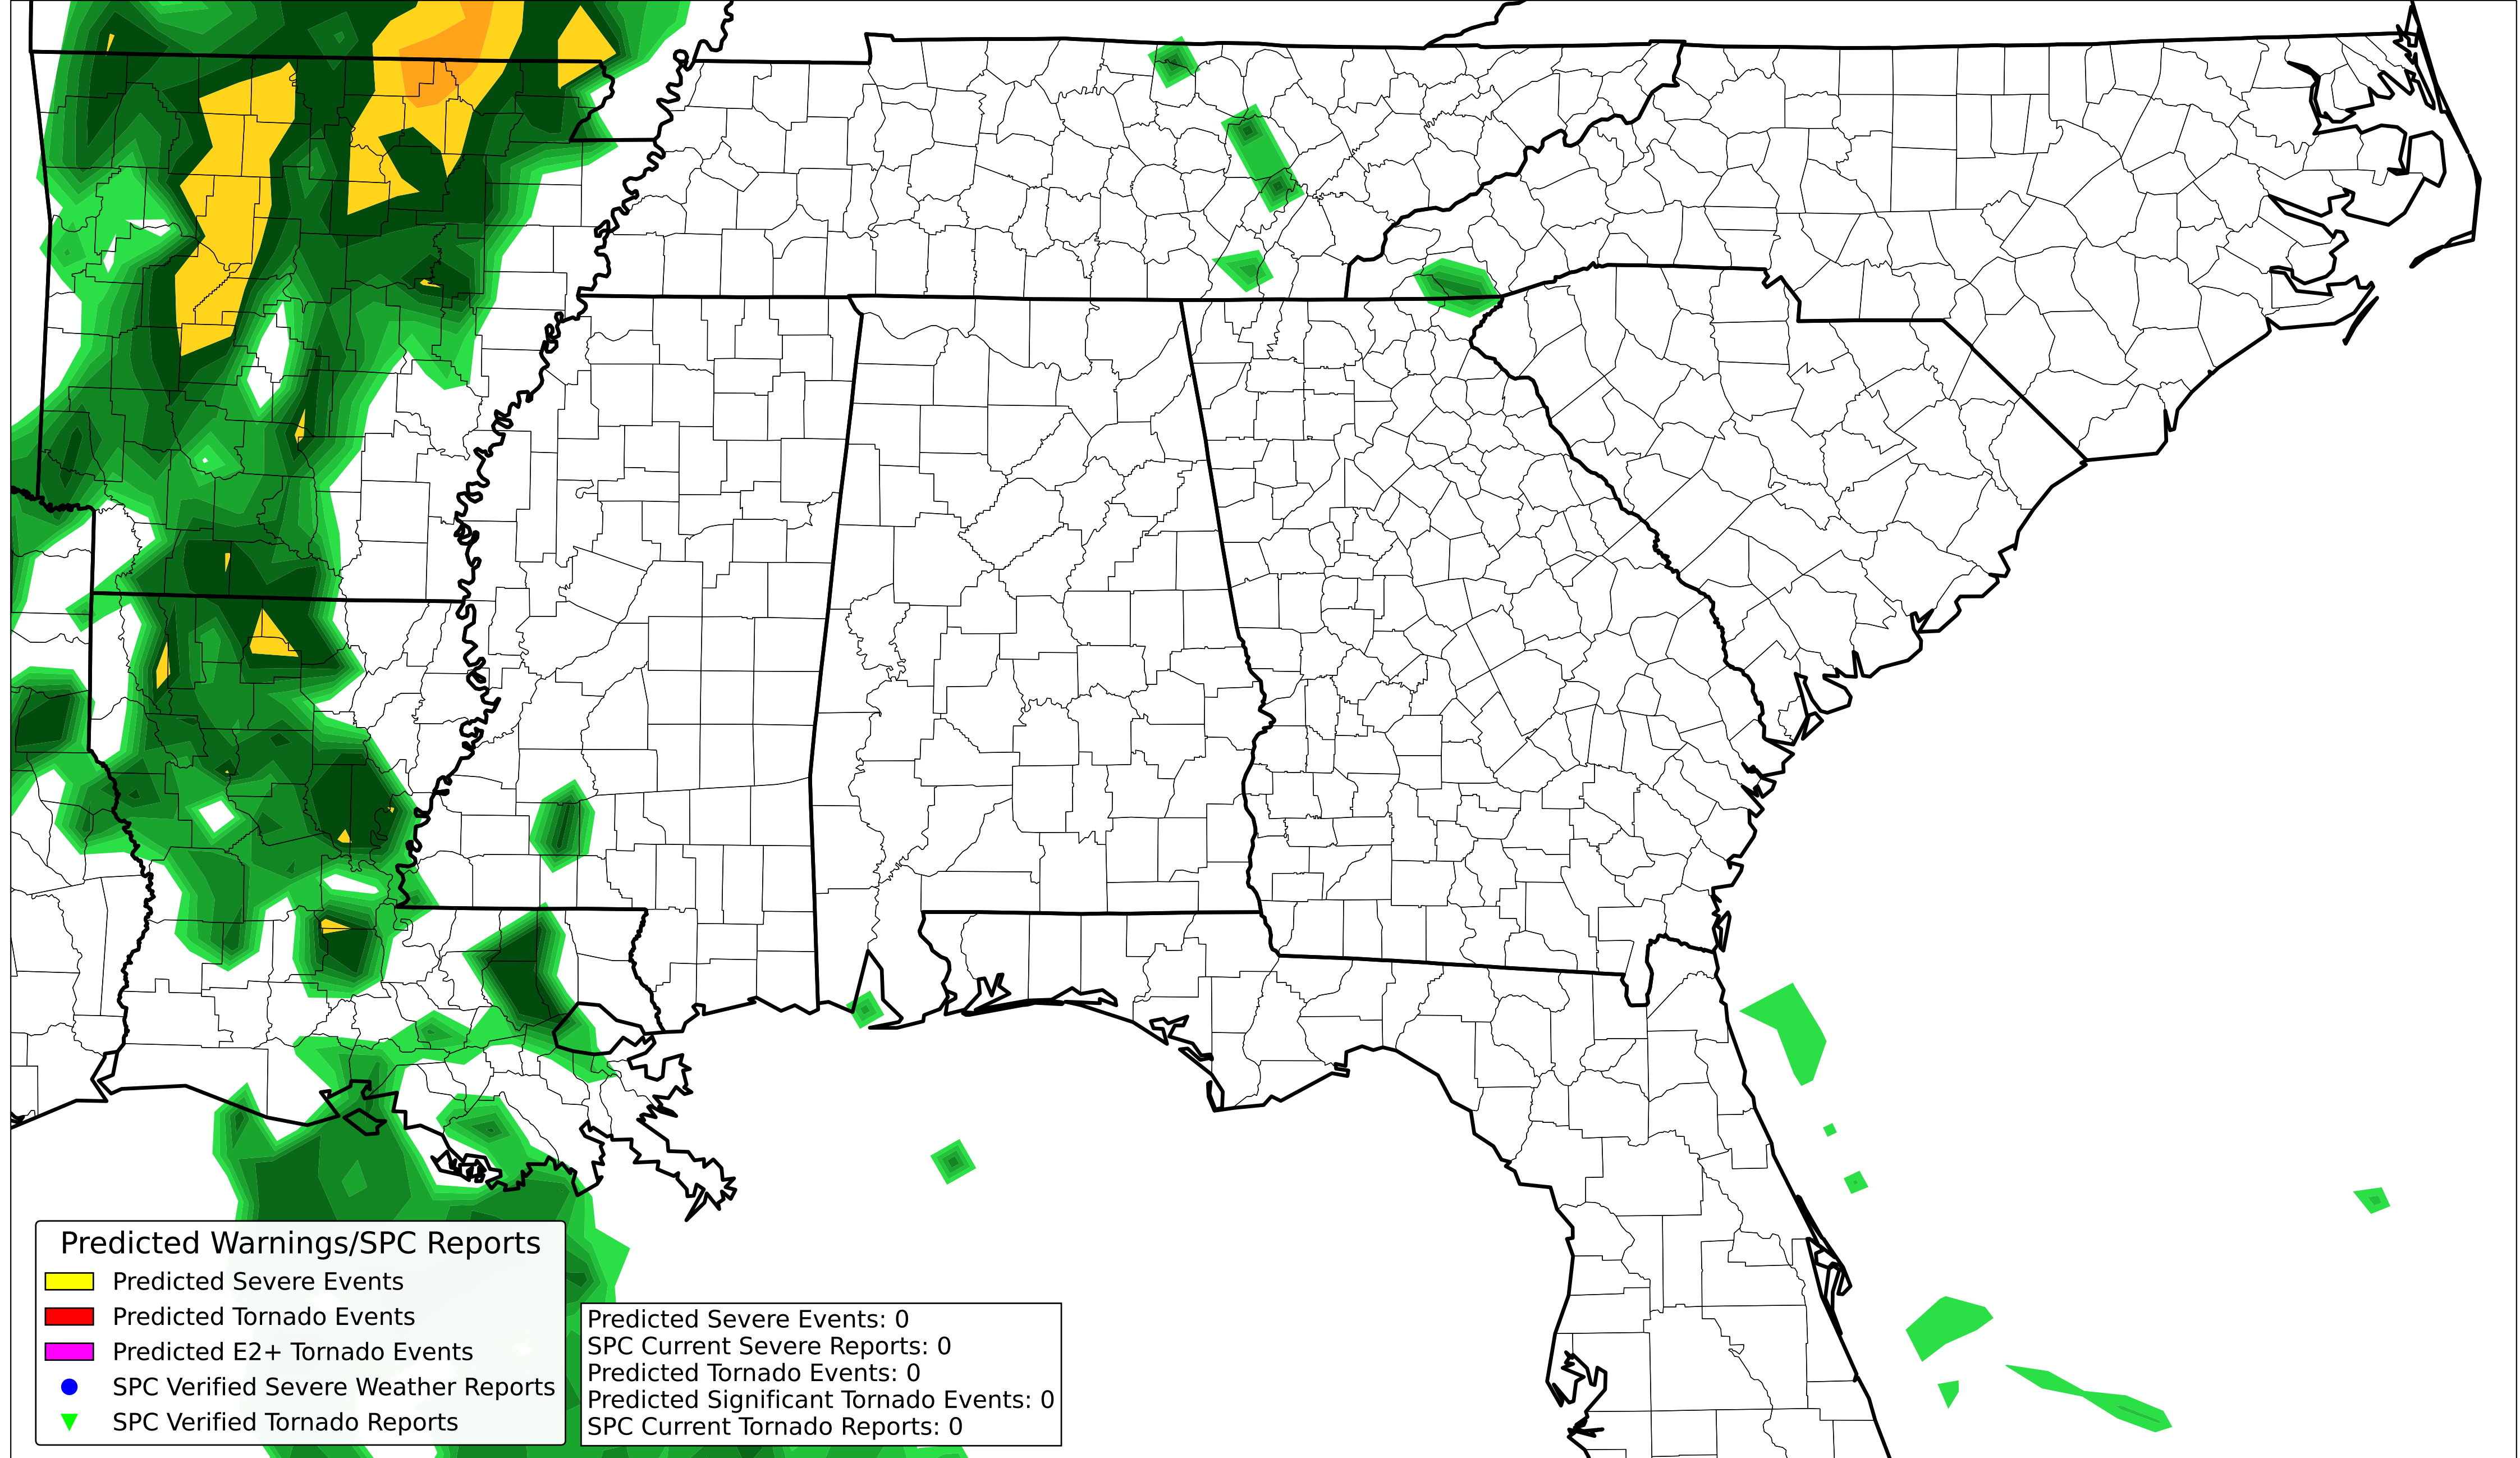 Predicted Warnings/SPC Reports
Predicted Severe Events
Predicted Tornado Events
Predicted E2+ Tornado Events
SPC Verified Severe Weather Reports
SPC Verified Tornado Reports
Predicted Severe Events: 0
SPC Current Severe Reports: 0
Predicted Tornado Events: 0
Predicted Significant Tornado Events: 0
SPC Current Tornado Reports: 0